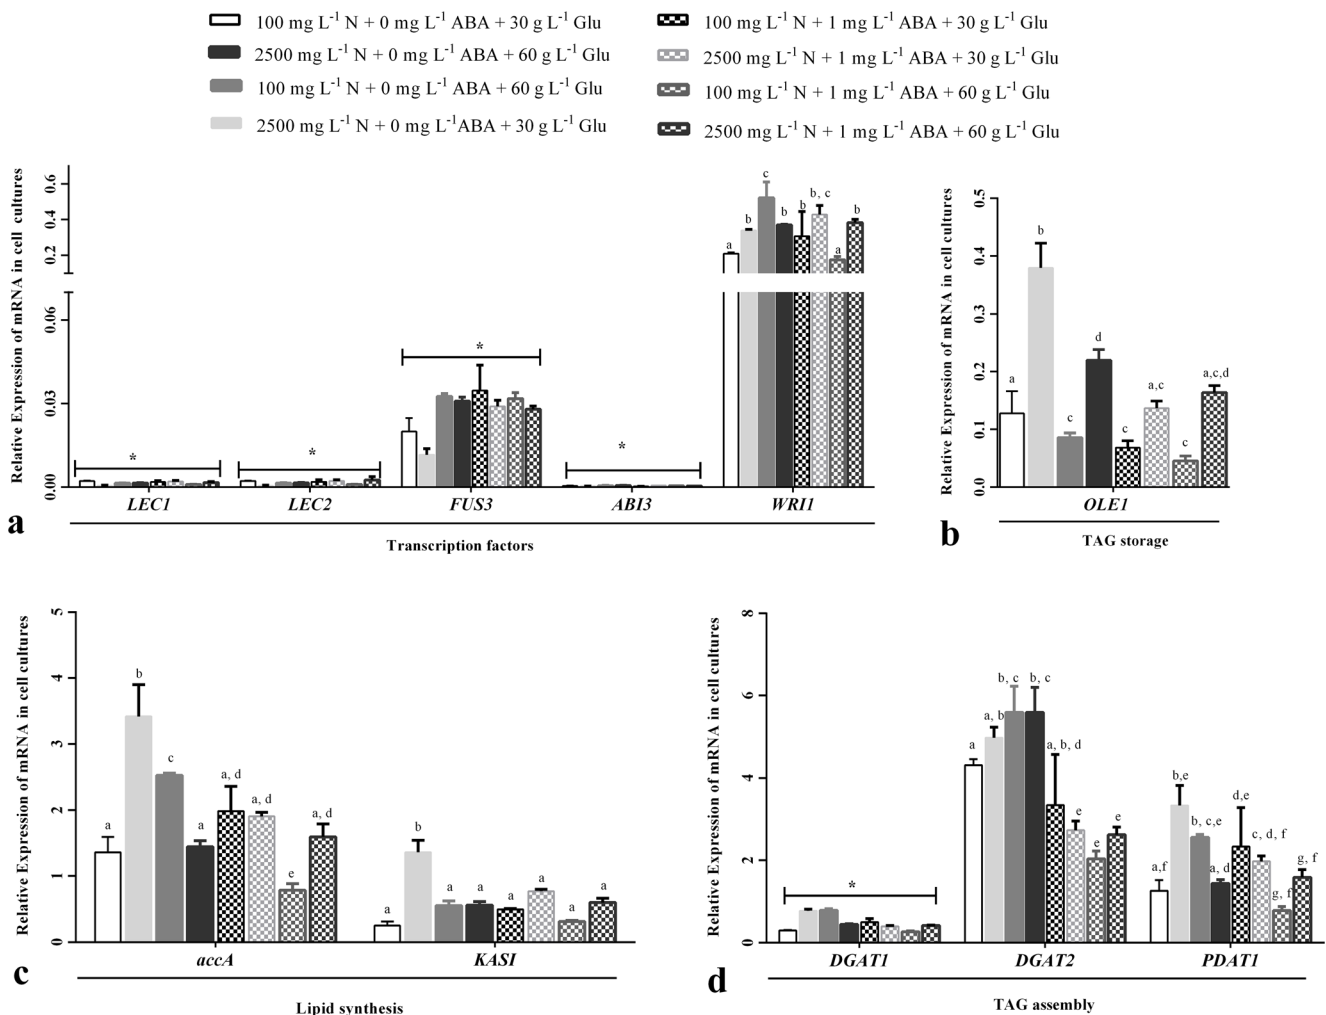 100 mg L⁻¹ N + 0 mg L⁻¹ ABA + 30 g L⁻¹ Glu
2500 mg L⁻¹ N + 0 mg L⁻¹ ABA + 60 g L⁻¹ Glu
100 mg L⁻¹ N + 0 mg L⁻¹ ABA + 60 g L⁻¹ Glu
2500 mg L⁻¹ N + 0 mg L⁻¹ABA + 30 g L⁻¹ Glu
100 mg L⁻¹ N + 1 mg L⁻¹ ABA + 30 g L⁻¹ Glu
2500 mg L⁻¹ N + 1 mg L⁻¹ ABA + 30 g L⁻¹ Glu
100 mg L⁻¹ N + 1 mg L⁻¹ ABA + 60 g L⁻¹ Glu
2500 mg L⁻¹ N + 1 mg L⁻¹ ABA + 60 g L⁻¹ Glu
Relative Expression of mRNA in cell cultures
0.6
0.4
0.2
0.06
0.03
0.00
* * * *
a b c b b b, c a b
LEC1 LEC2 FUS3 ABI3 WRI1
Transcription factors
a
Relative Expression of mRNA in cell cultures
0.5
0.4
0.3
0.2
0.1
0.0
a b c d c a,c c a,c,d
OLE1
TAG storage
b
Relative Expression of mRNA in cell cultures
5
4
3
2
1
0
a b c a a, d a, d e a, d
a b a a a a a a
accA KASI
Lipid synthesis
c
Relative Expression of mRNA in cell cultures
8
6
4
2
0
*
a a, b b, c b, c a, b, d e e e
a,f b,e b, c,e a, d d,e c, d, f g, f g, f
DGAT1 DGAT2 PDAT1
TAG assembly
d